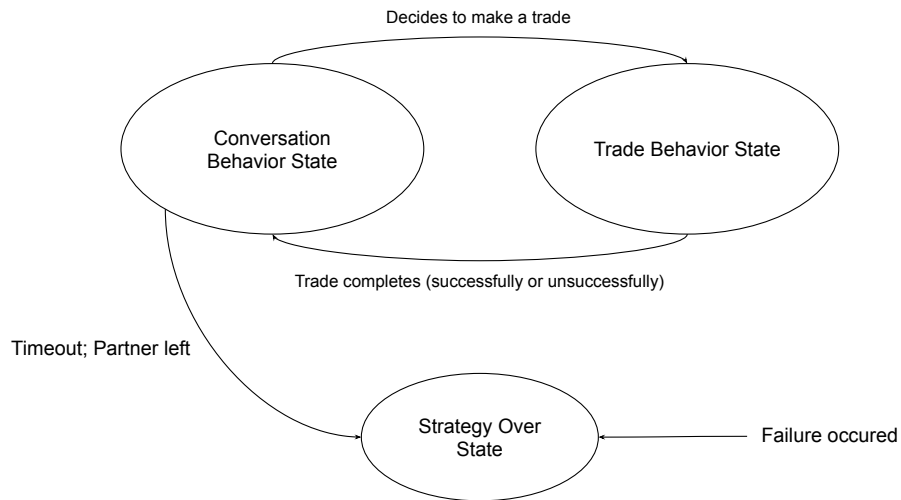 Decides to make a trade
Conversation
Behavior State
Trade Behavior State
Trade completes (successfully or unsuccessfully)
Timeout; Partner left
Strategy Over
State
Failure occured